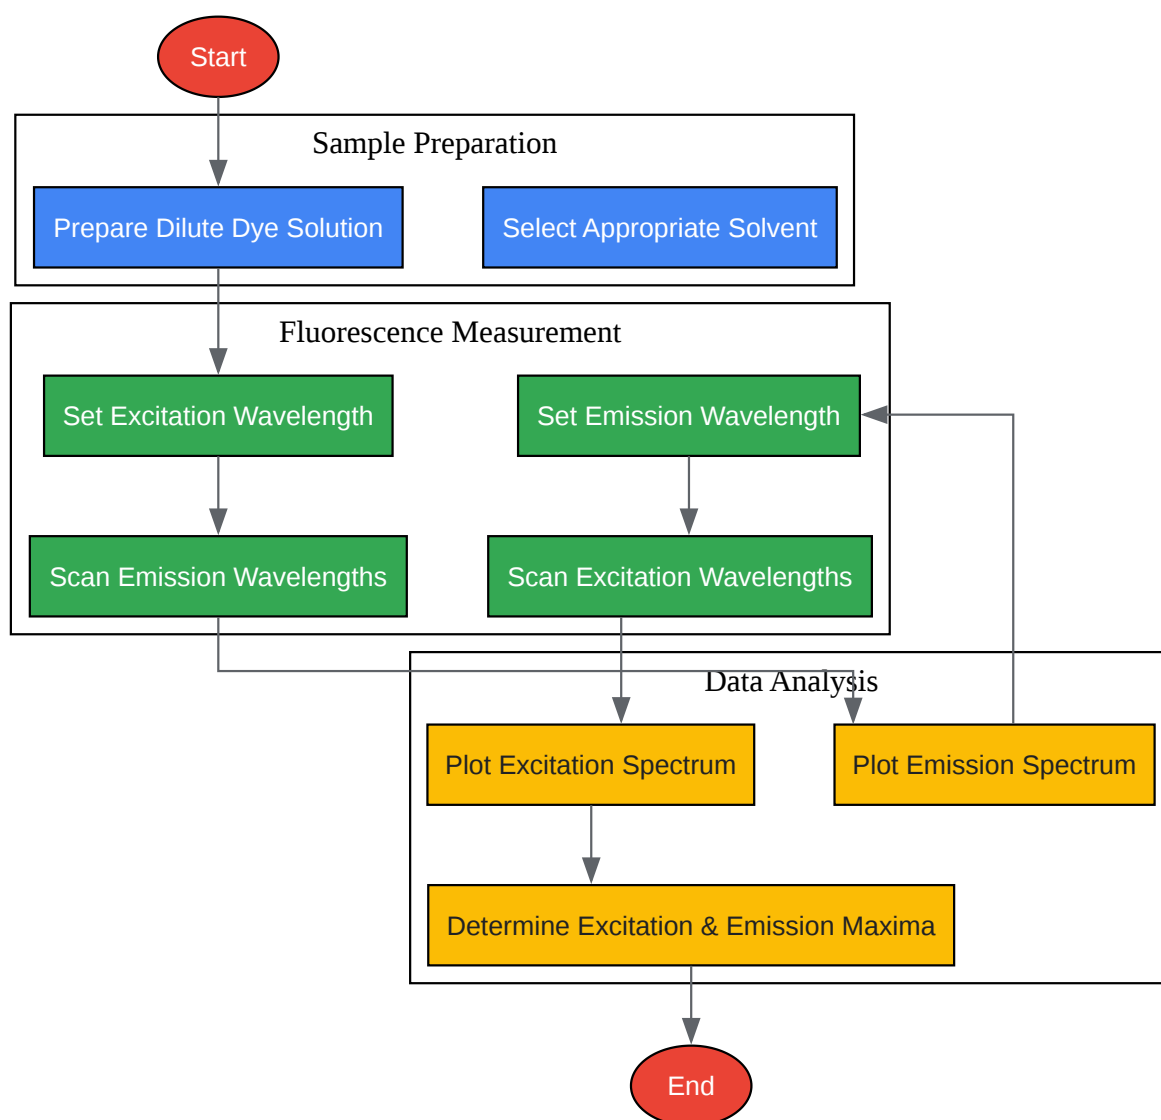 Start
Sample Preparation
Prepare Dilute Dye Solution
Select Appropriate Solvent
Fluorescence Measurement
Set Excitation Wavelength
Set Emission Wavelength
Scan Emission Wavelengths
Scan Excitation Wavelengths
Data Analysis
Plot Excitation Spectrum
Plot Emission Spectrum
Determine Excitation & Emission Maxima
End